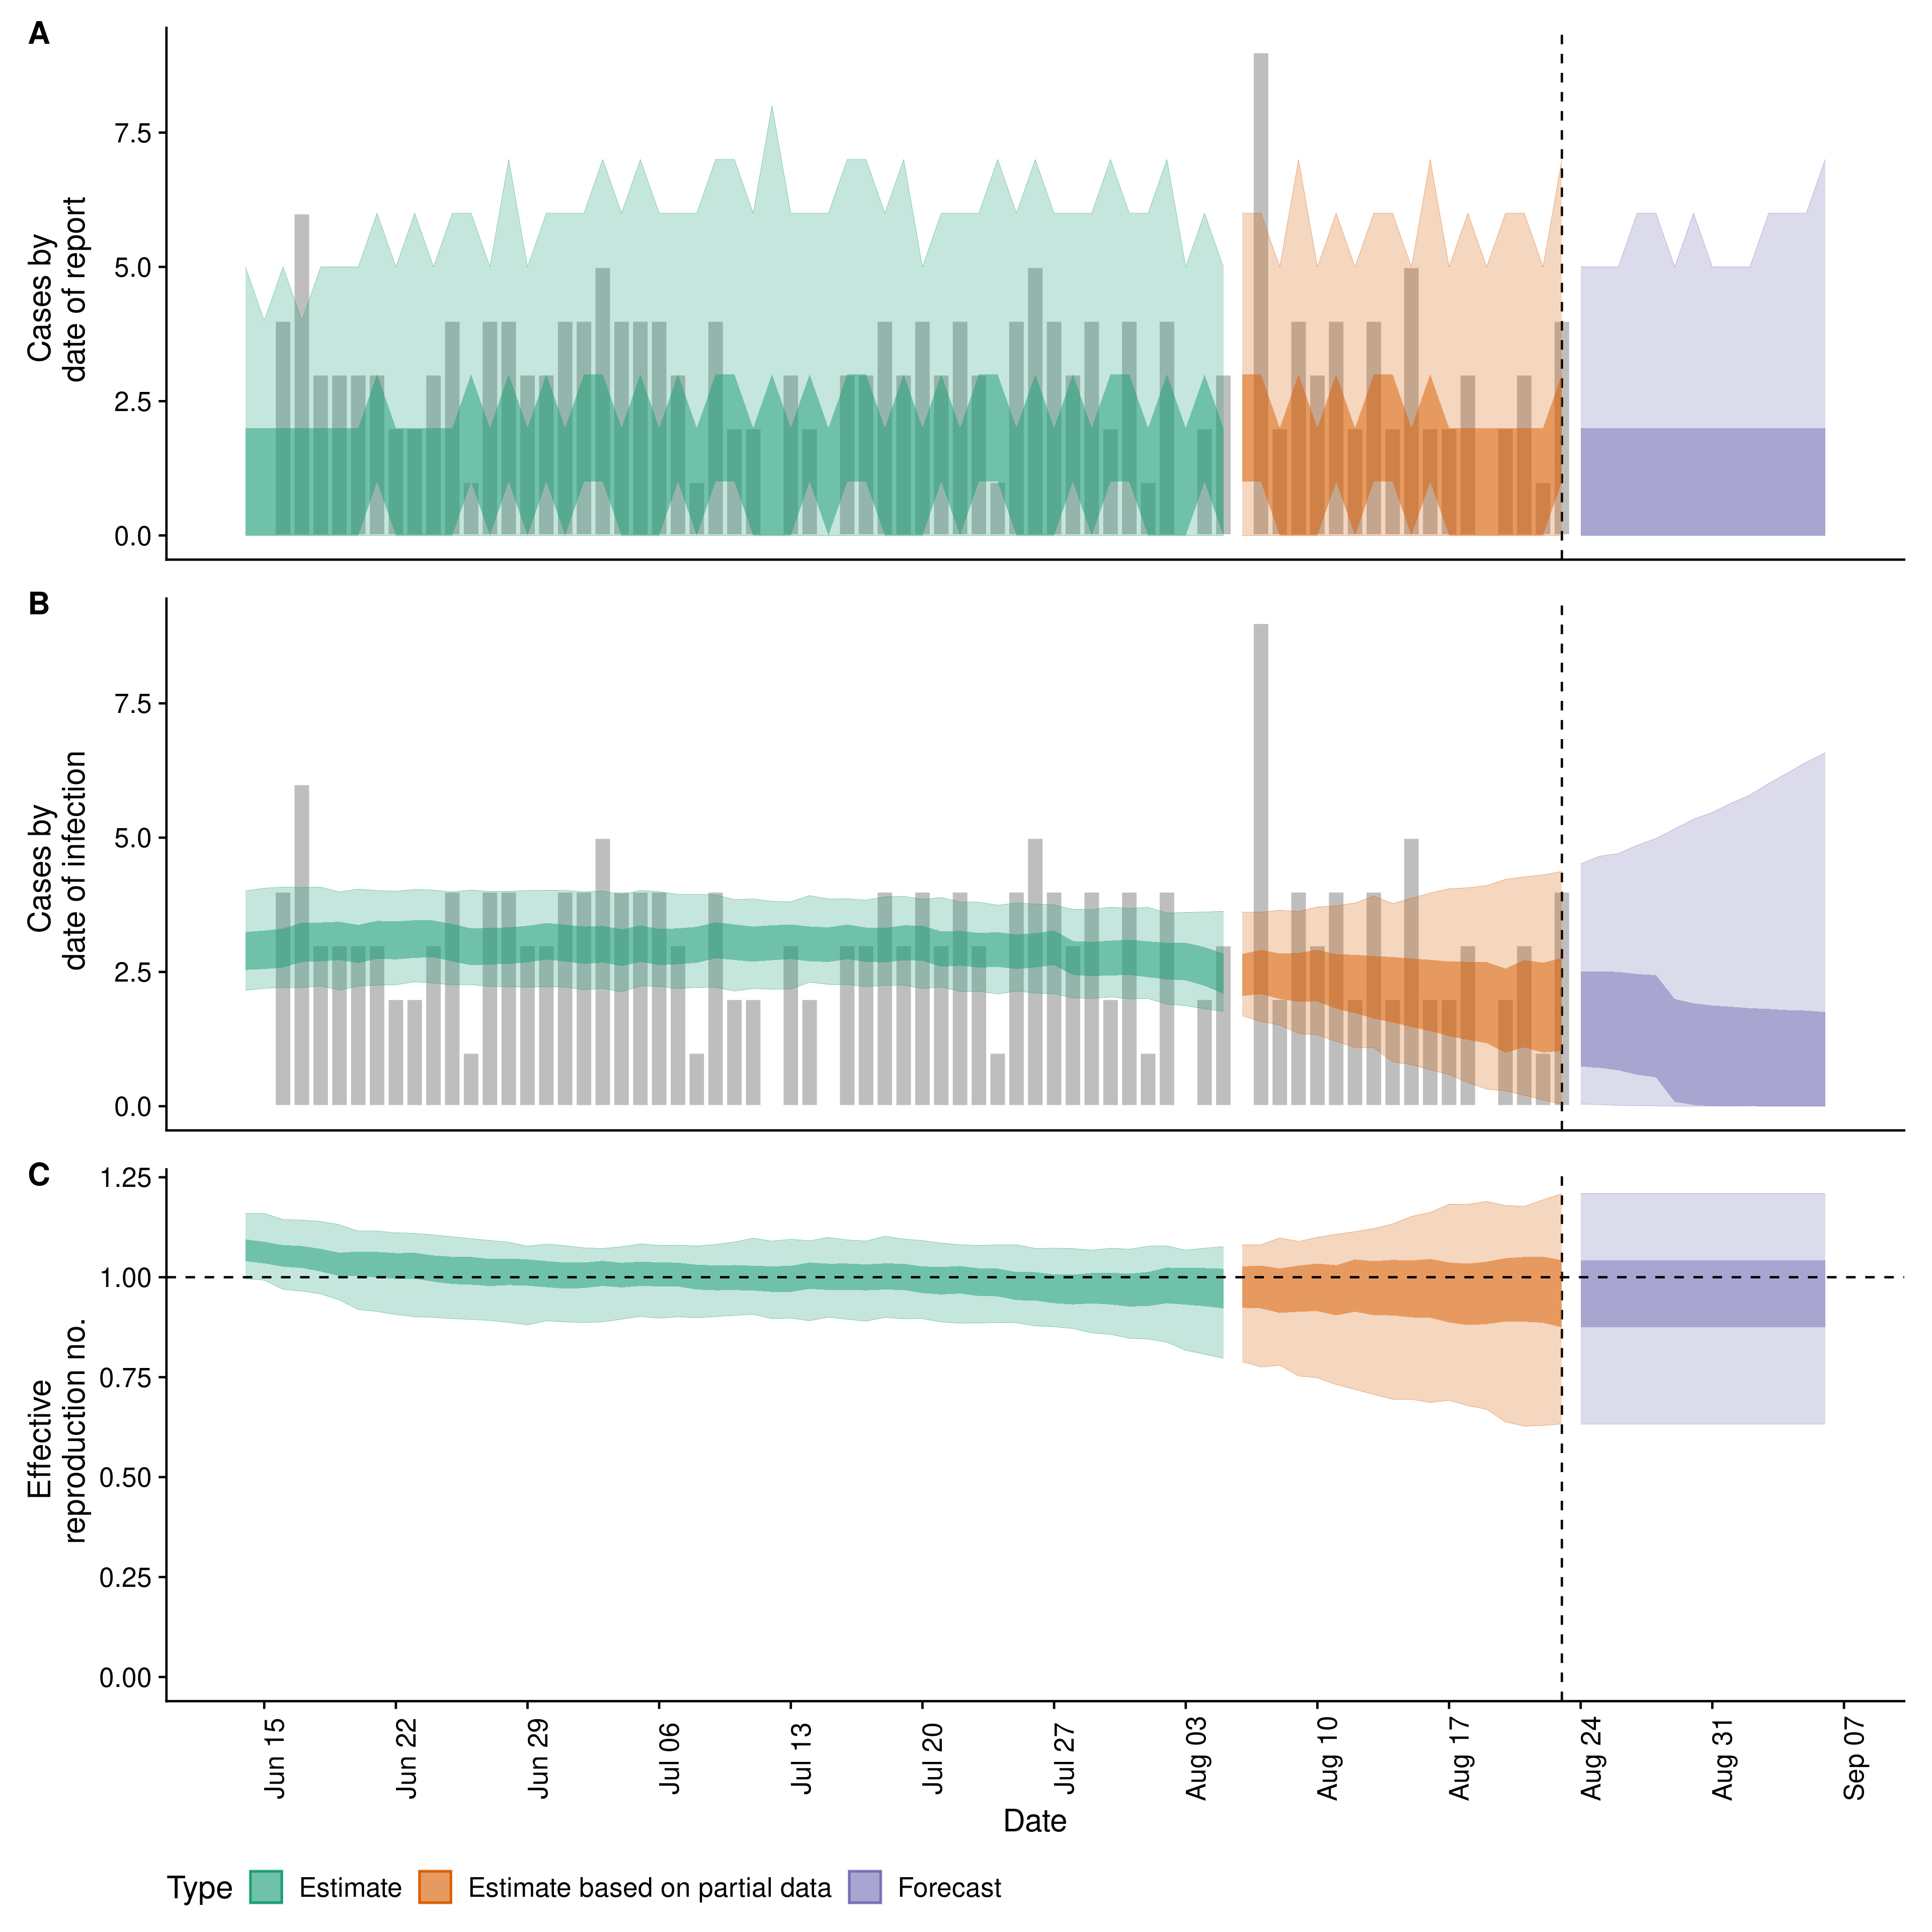 A
Cases by
date of report
7.5
5.0
2.5
0.0
B
Cases by
date of infection
7.5
5.0
2.5
0.0
C
Effective
reproduction no.
1.25
1.00
0.75
0.50
0.25
0.00
Jun 15
Jun 22
Jun 29
Jul 06
Jul 13
Jul 20
Jul 27
Aug 03
Aug 10
Aug 17
Aug 24
Aug 31
Sep 07
Date
Type Estimate Estimate based on partial data Forecast